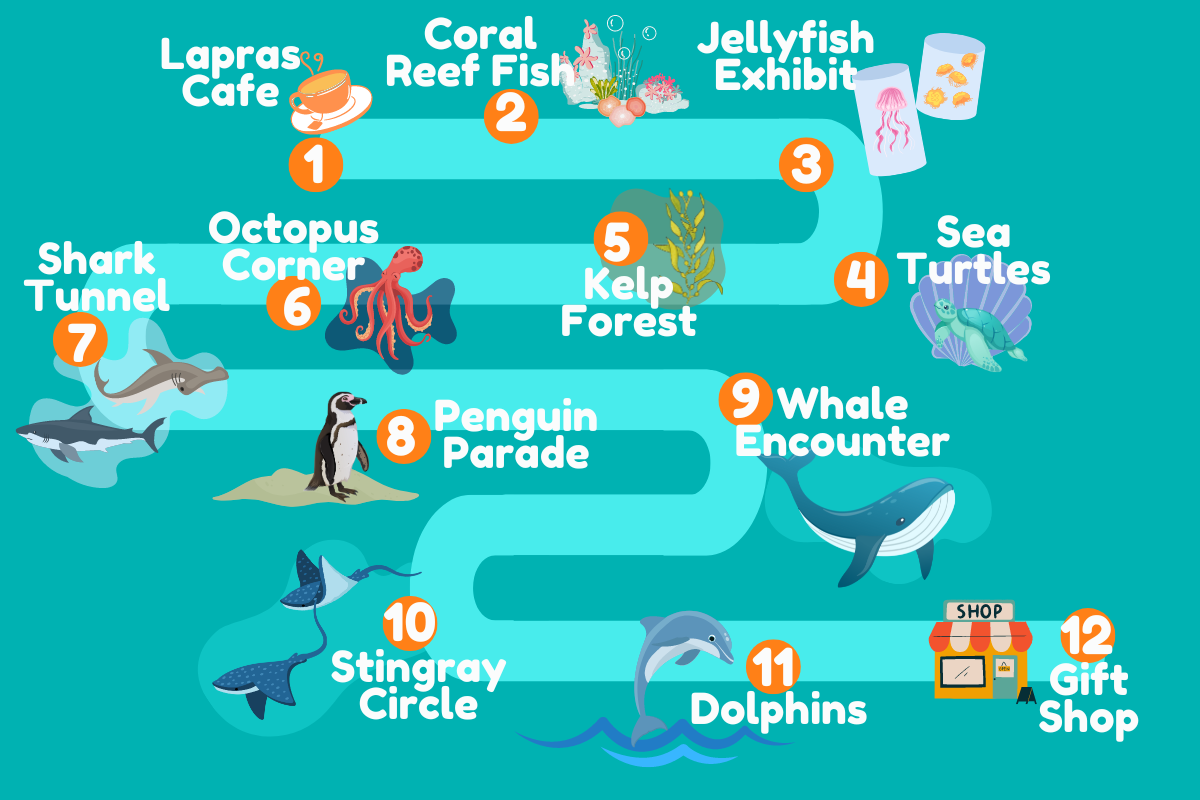 Lapras
Cafe
1
Coral
Reef Fish
2
Jellyfish
Exhibit
3
Sea
Turtles
4
5
Kelp
Forest
Octopus
Corner
6
Shark
Tunnel
7
8
Penguin
Parade
9
Whale
Encounter
10
Stingray
Circle
11
Dolphins
SHOP
OPEN
12
Gift
Shop